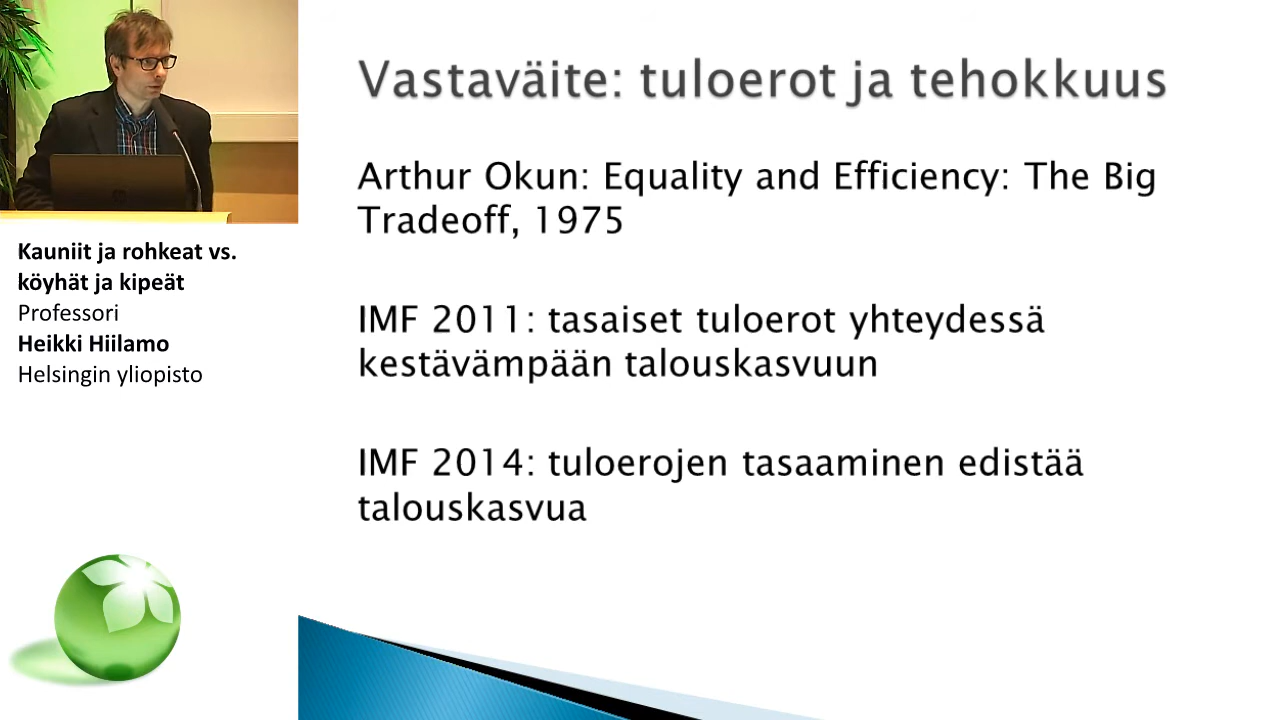 Vastaväite: tuloerot ja tehokkuus
Arthur Okun: Equality and Efficiency: The Big
Tradeoff, 1975
IMF 2011: tasaiset tuloerot yhteydessä
kestävämpään talouskasvuun
IMF 2014: tuloerojen tasaaminen edistää
talouskasvua
Kauniit ja rohkeat vs.
köyhät ja kipeät
Professori
Heikki Hiilamo
Helsingin yliopisto